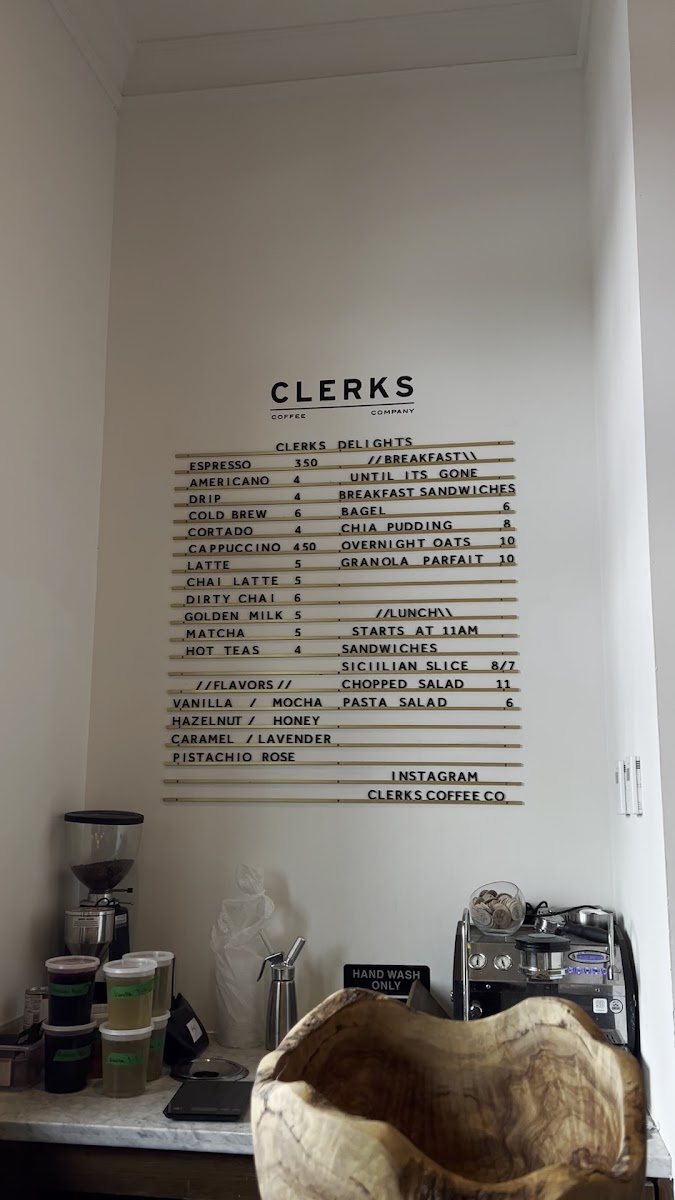 CLERKS
COFFEE COMPANY
CLERKS DELIGHTS
ESPRESSO 350
AMERICANO 4
DRIP 4
COLD BREW 6
CORTADO 4
CAPPUCCINO 450
LATTE 5
CHAI LATTE 5
DIRTY CHAI 6
GOLDEN MILK 5
MATCHA 5
HOT TEAS 4
//FLAVORS//
VANILLA / MOCHA
HAZELNUT / HONEY
CARAMEL / LAVENDER
PISTACHIO ROSE
//BREAKFAST\\
UNTIL ITS GONE
BREAKFAST SANDWICHES
BAGEL 6
CHIA PUDDING 8
OVERNIGHT OATS 10
GRANOLA PARFAIT 10
//LUNCH\\
STARTS AT 11AM
SANDWICHES
SICIILIAN SLICE 8/7
CHOPPED SALAD 11
PASTA SALAD 6
INSTAGRAM
CLERKS COFFEE CO
HAND WASH
ONLY